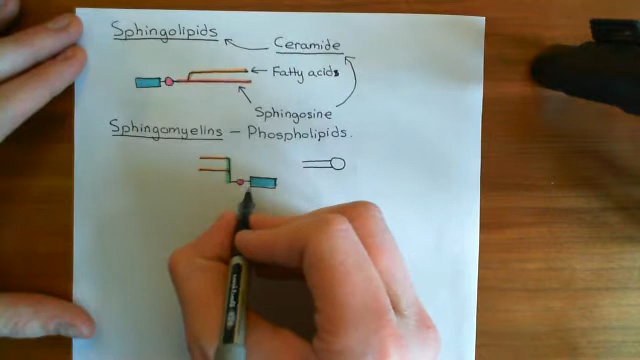 Sphingolipids
Ceramide
Fatty acids
Sphingosine
Sphingomyelins - Phospholipids.